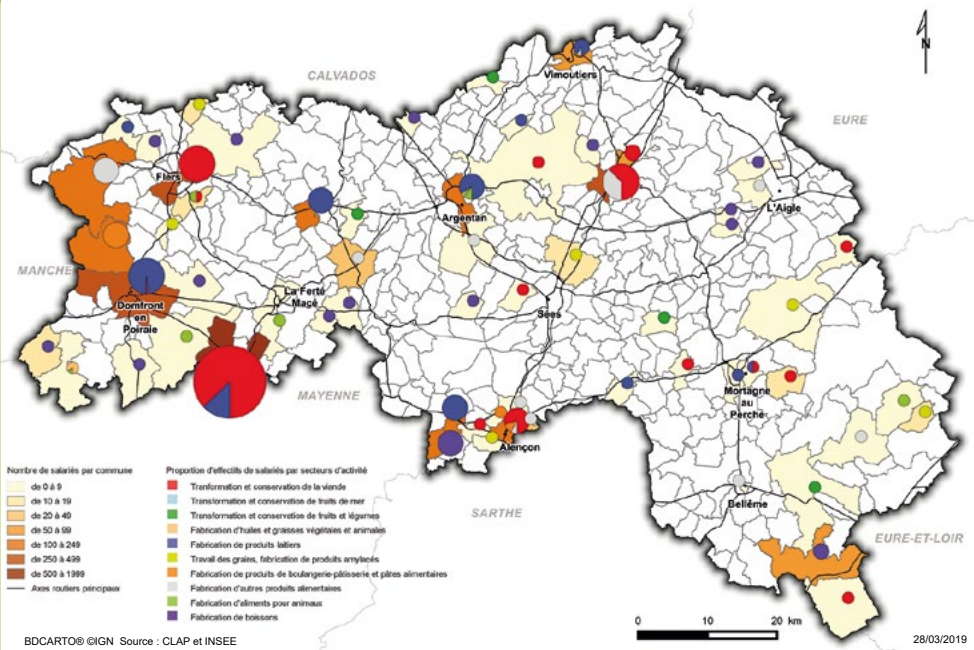 N
CALVADOS
Vimoutiers
EURE
Flers
Argentan
L'Aigle
MANCHE
La Ferté
Macé
Domfront
en
Poiraie
Sées
MAYENNE
Mortagne
au
Perche
Alençon
SARTHE
Bellême
EURE-ET-LOIR
Nombre de salariés par commune
de 0 à 9
de 10 à 19
de 20 à 49
de 50 à 99
de 100 à 249
de 250 à 499
de 500 à 1999
Axes routiers principaux
Proportion d'effectifs de salariés par secteurs d'activité
Tranformation et conservation de la viande
Transformation et conservation de fruits de mer
Transformation et conservation de fruits et légumes
Fabrication d'huiles et graisses végétales et animales
Fabrication de produits laitiers
Travail des grains, fabrication de produits amylacés
Fabrication de produits de boulangerie-pâtisserie et pâtes alimentaires
Fabrication d'autres produits alimentaires
Fabrication d'aliments pour animaux
Fabrication de boissons
0 10 20 km
BDCARTO® ©IGN Source : CLAP et INSEE
28/03/2019